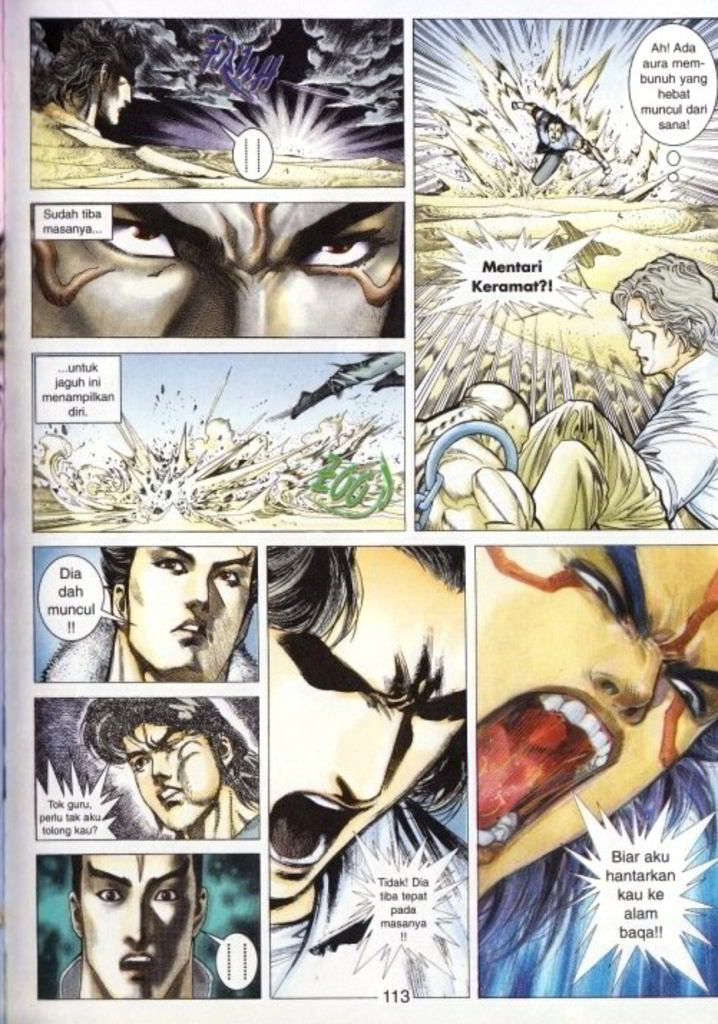 Ah! Ada
aura mem-
bunuh yang
hebat
muncul dari
sana!
Sudah tiba
masanya...
Mentari
Keramat?!
...untuk
jaguh ini
menampilkan
diri.
Dia
dah
muncul
!!
Tok guru,
perlu tak aku
tolong kau?
Tidak! Dia
tiba tepat
pada
masanya
!!
Biar aku
hantarkan
kau ke
alam
baqa!!
113